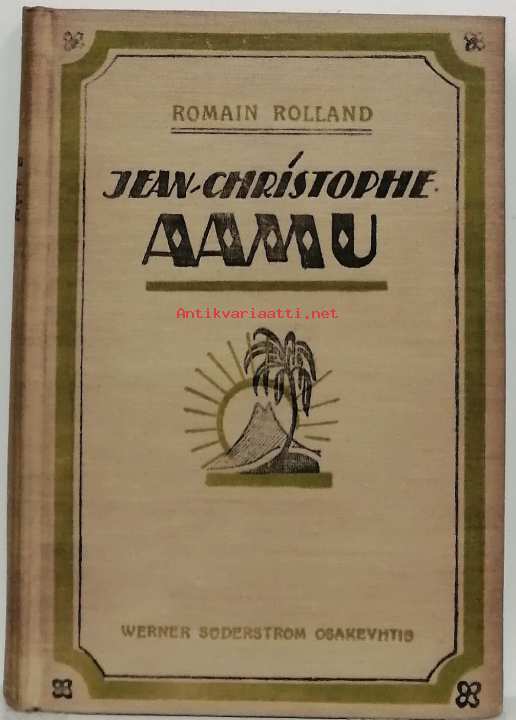 ROMAIN ROLLAND
JEAN-CHRISTOPHE
AAMU
Antikvariaatti.net
WERNER SÖDERSTRÖM OSAKEYHTIÖ